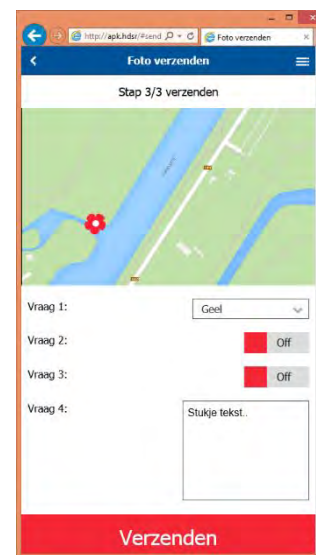 http://apk.hdsr/#send
Foto verzenden
Foto verzenden
Stap 3/3 verzenden
Vraag 1:
Geel
Vraag 2:
Off
Vraag 3:
Off
Vraag 4:
Stukje tekst..
Verzenden